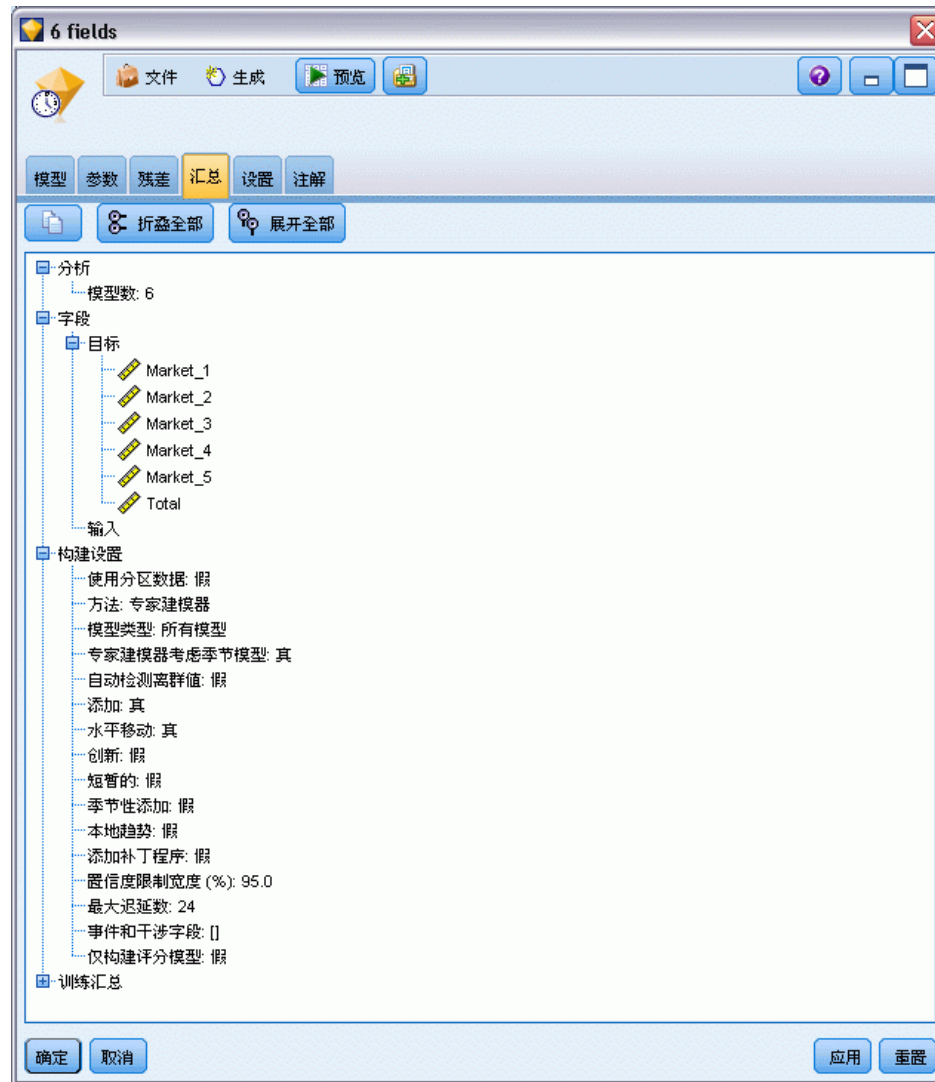 6 fields
文件 生成 预览
模型 参数 残差 汇总 设置 注解
折叠全部 展开全部
分析
模型数: 6
字段
目标
Market_1
Market_2
Market_3
Market_4
Market_5
Total
输入
构建设置
使用分区数据: 假
方法: 专家建模器
模型类型: 所有模型
专家建模器考虑季节模型: 真
自动检测离群值: 假
添加: 真
水平移动: 真
创新: 假
短暂的: 假
季节性添加: 假
本地趋势: 假
添加补丁程序: 假
置信度限制宽度 (%): 95.0
最大迟延数: 24
事件和干涉字段: []
仅构建评分模型: 假
训练汇总
确定 取消 应用 重置